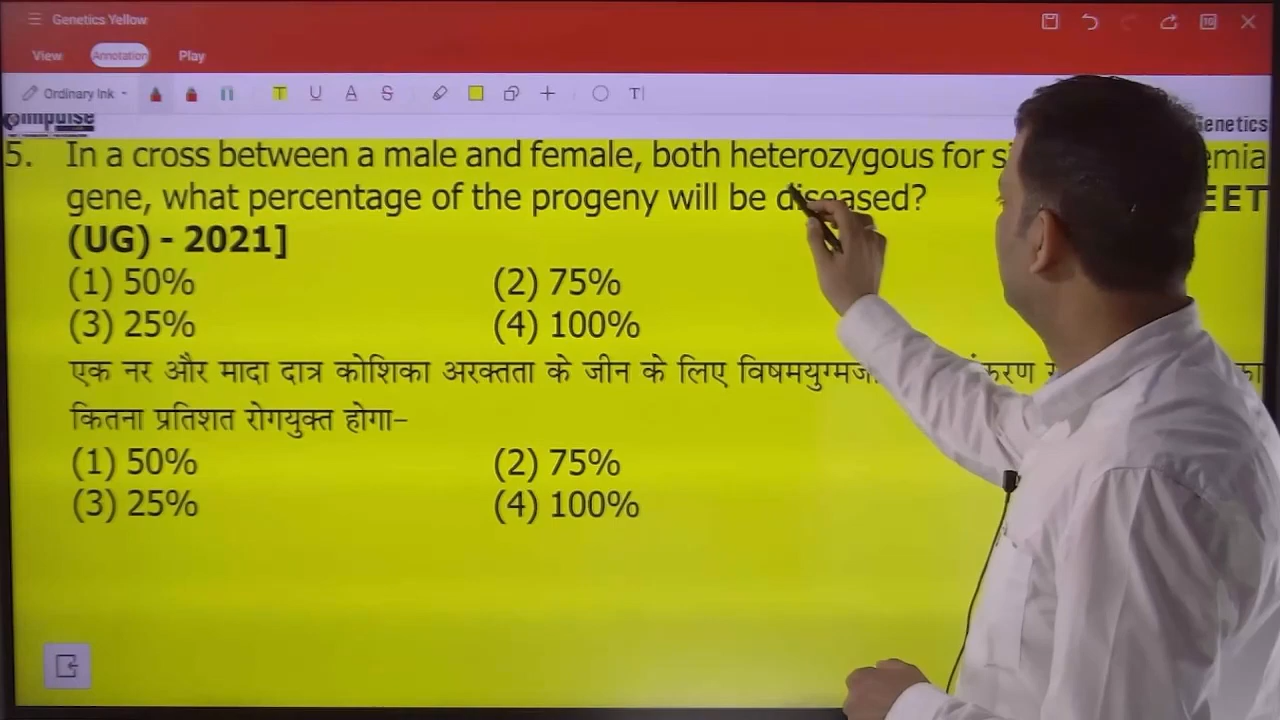 Genetics Yellow
View Annotation Play
Ordinary Ink
impulse
Genetics
5. In a cross between a male and female, both heterozygous for
gene, what percentage of the progeny will be diseased?
(UG) - 2021]
(1) 50% (2) 75%
(3) 25% (4) 100%
एक नर और मादा दात्र कोशिका अरक्तता के जीन के लिए
कितना प्रतिशत रोगयुक्त होगा–
(1) 50% (2) 75%
(3) 25% (4) 100%